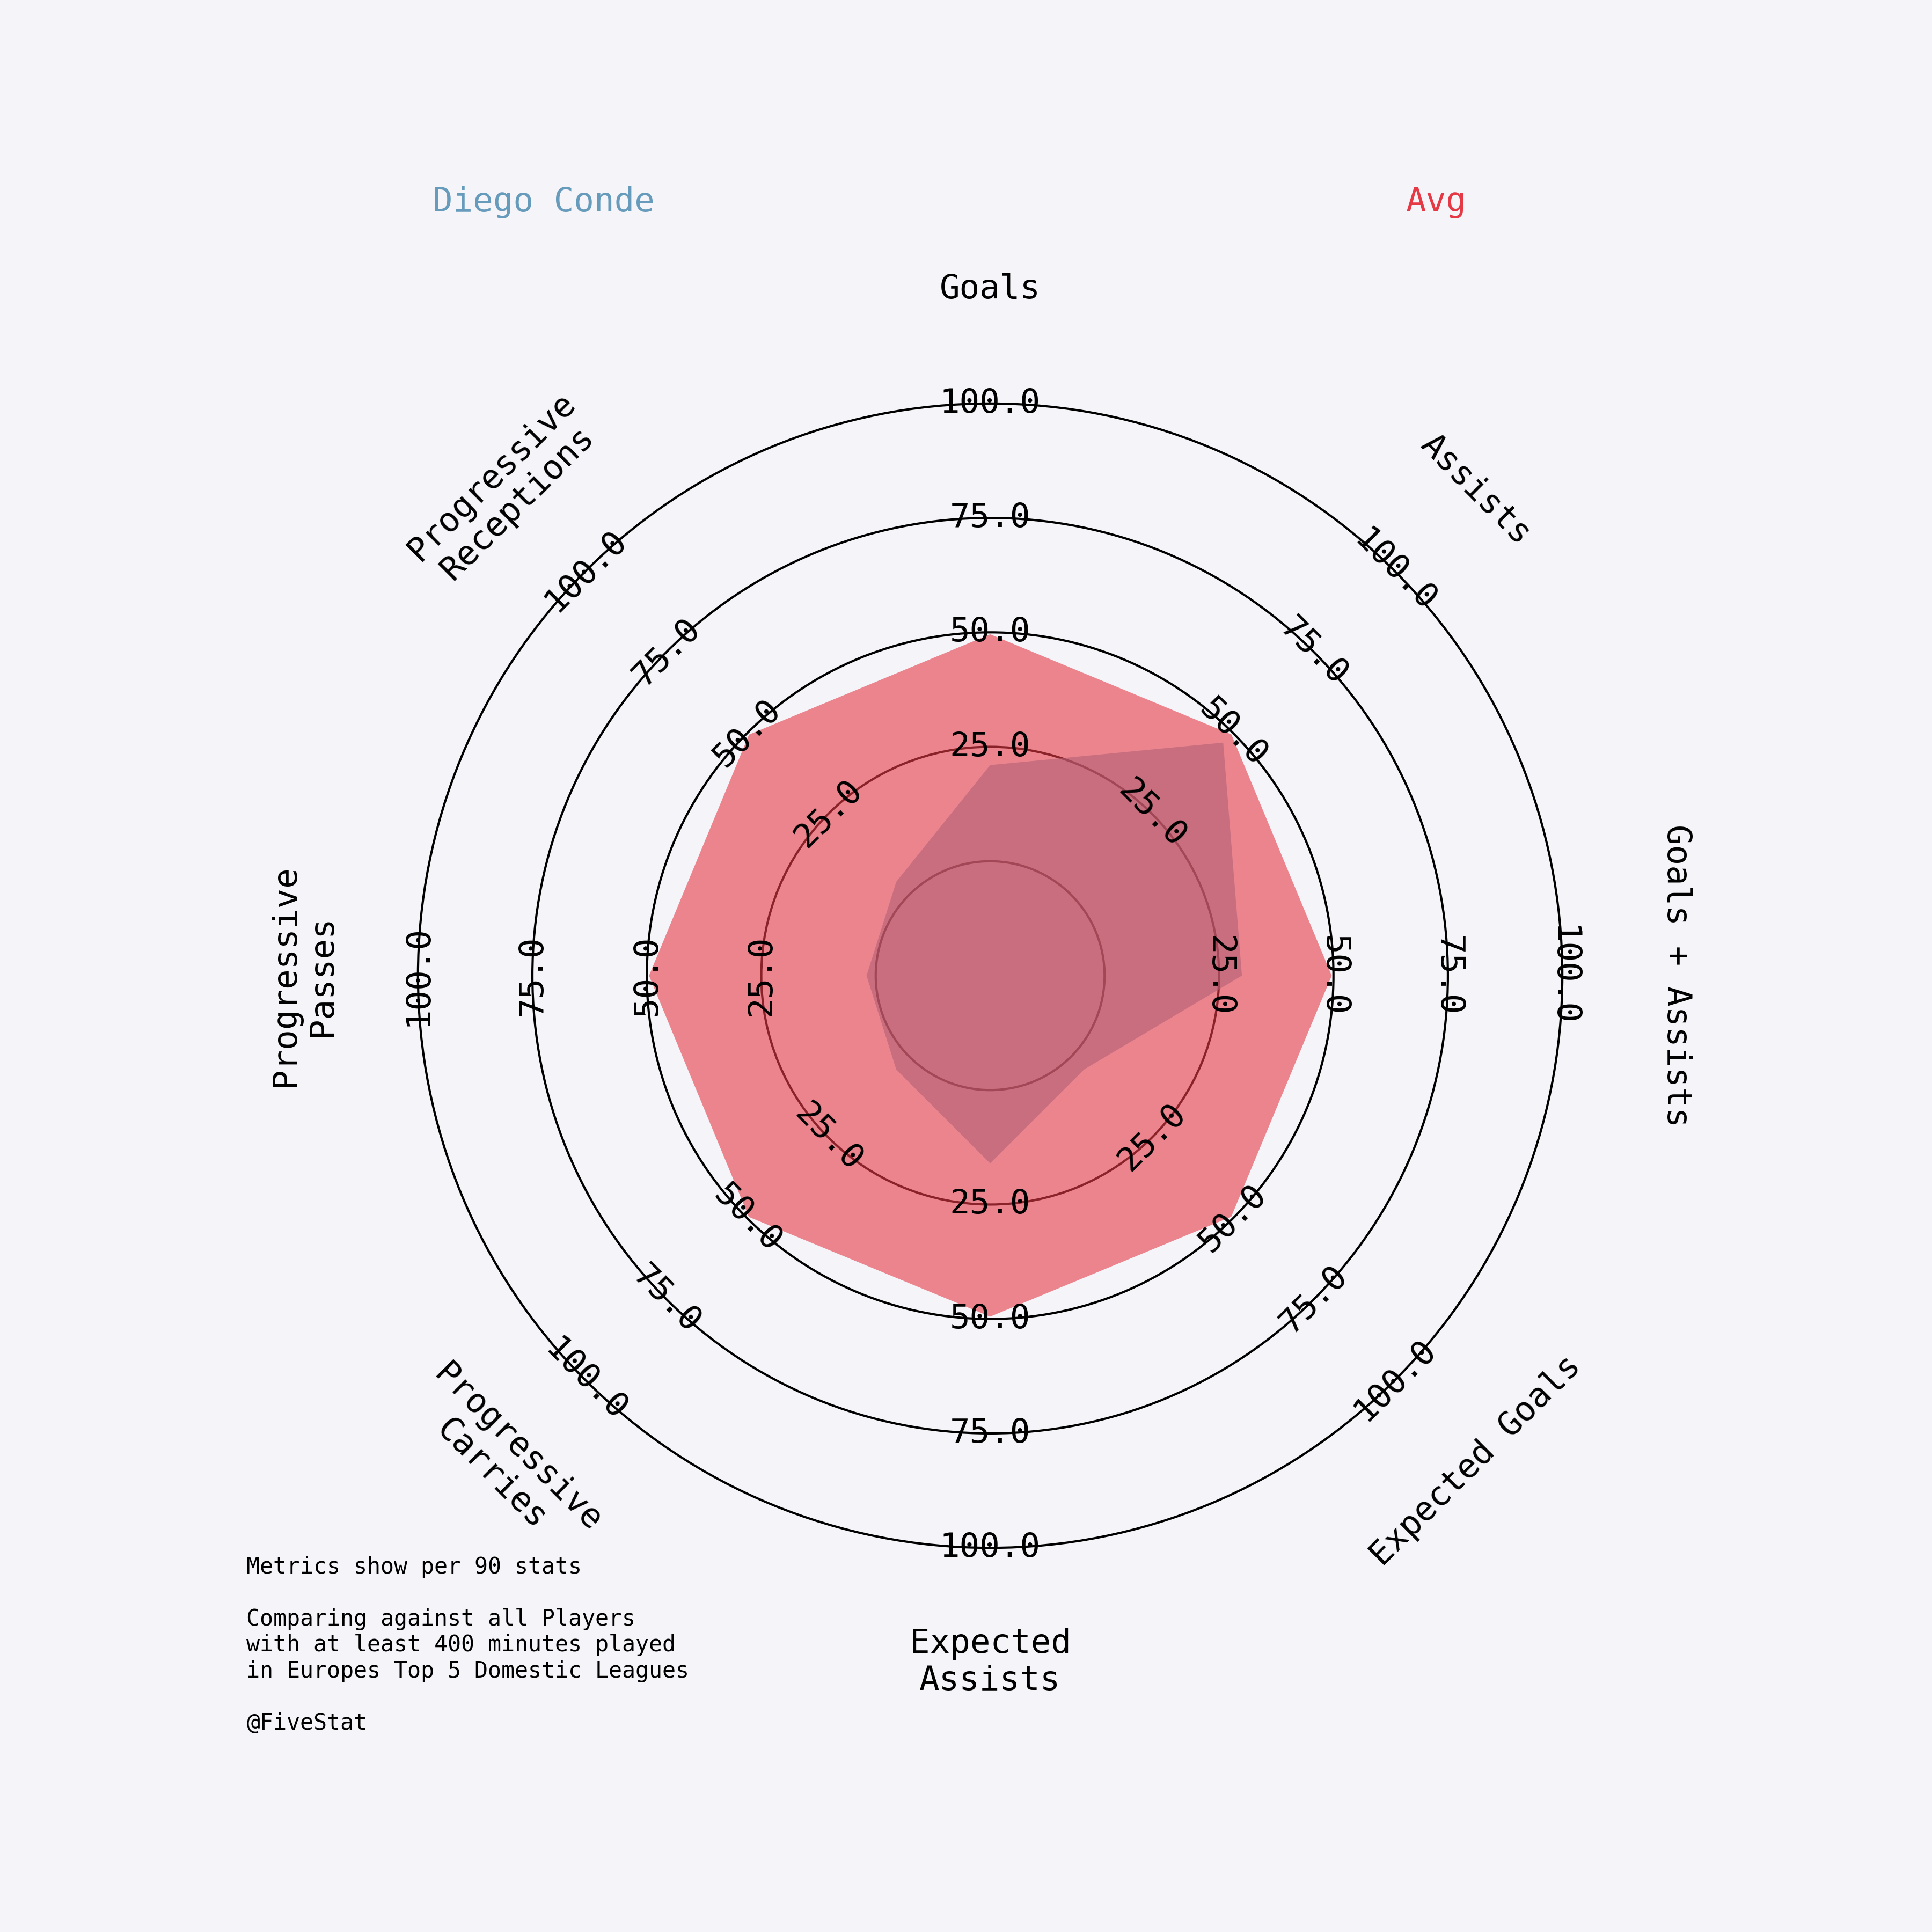 Diego Conde
Avg
Goals
Assists
Goals + Assists
Expected Goals
Expected
Assists
Progressive
Carries
Progressive
Passes
Progressive
Receptions
25.0
50.0
75.0
100.0
25.0
50.0
75.0
100.0
25.0
50.0
75.0
100.0
25.0
50.0
75.0
100.0
25.0
50.0
75.0
100.0
25.0
50.0
75.0
100.0
25.0
50.0
75.0
100.0
25.0
50.0
75.0
100.0
Metrics show per 90 stats
Comparing against all Players
with at least 400 minutes played
in Europes Top 5 Domestic Leagues
@FiveStat